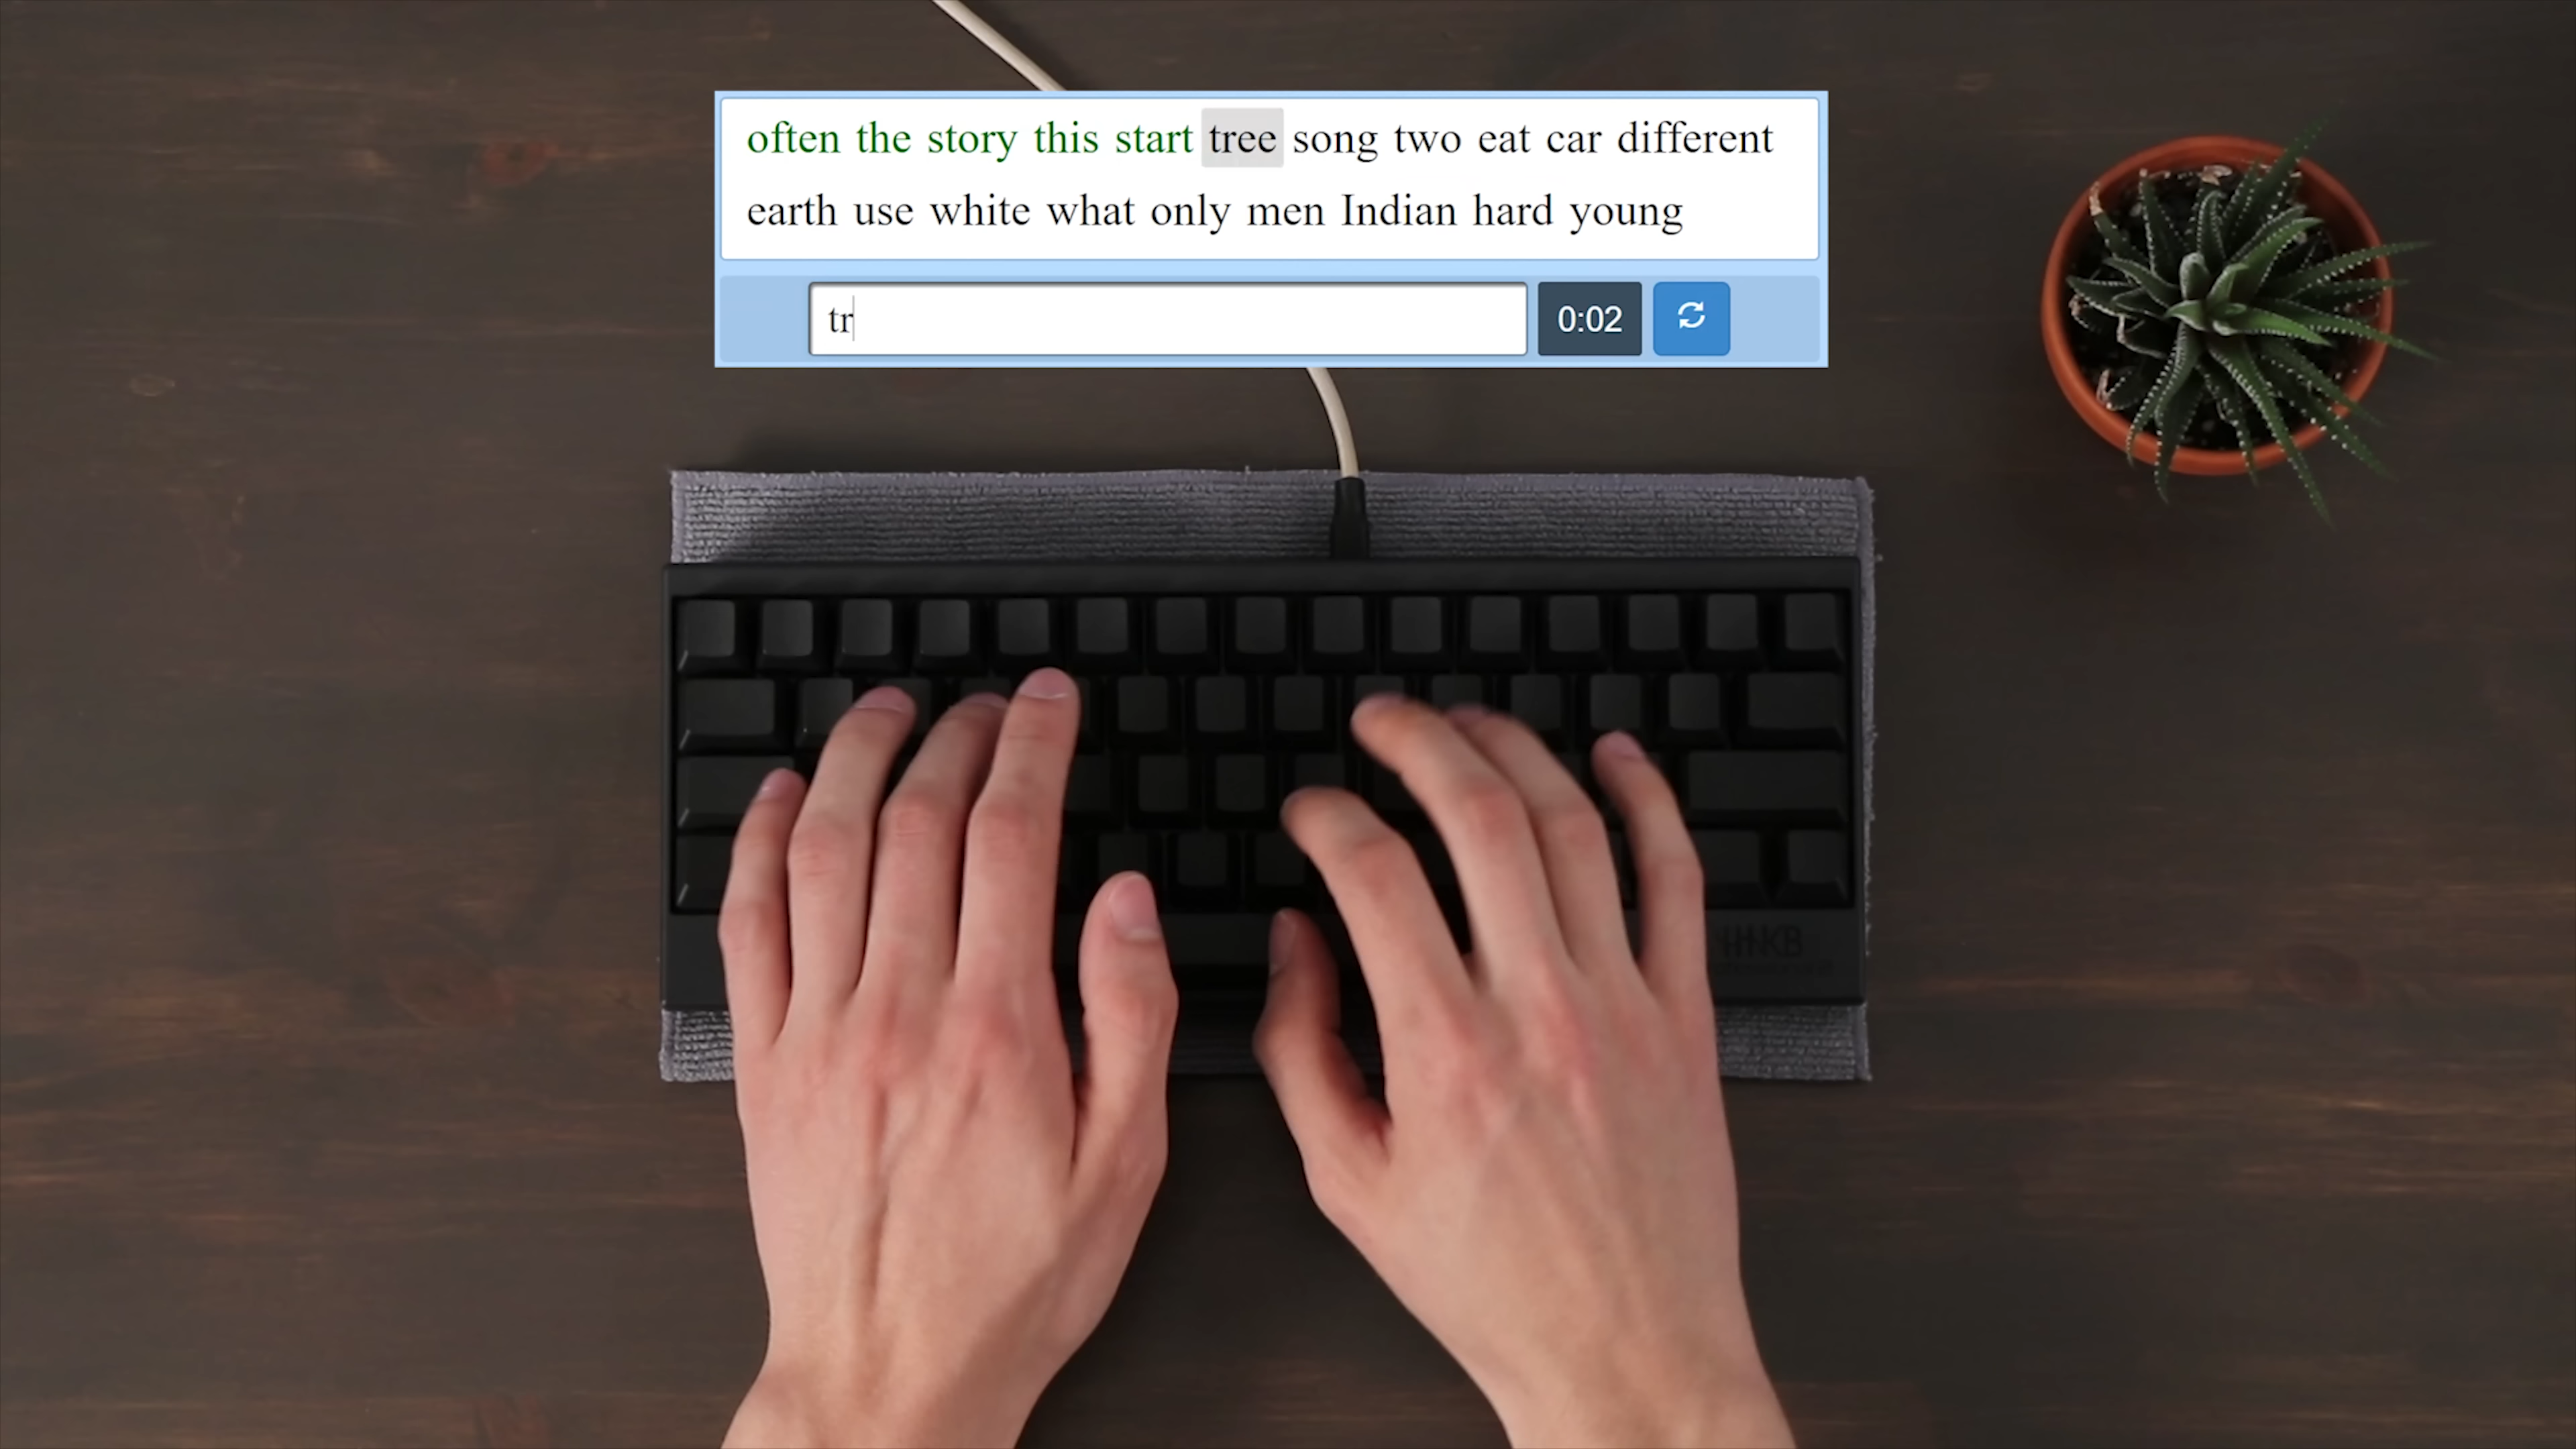 often the story this start tree song two eat car different
earth use white what only men Indian hard young
tr
0:02
HHKB